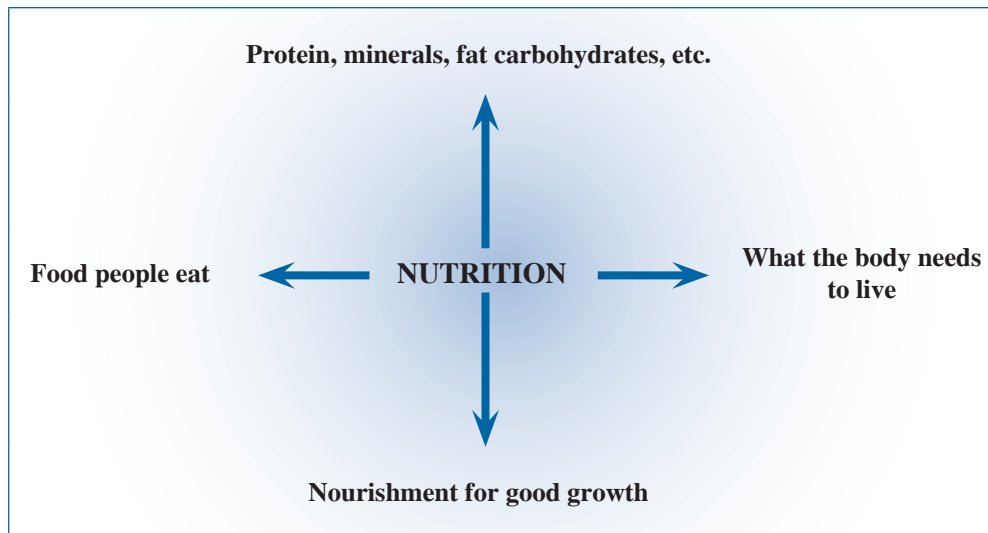 Protein, minerals, fat carbohydrates, etc.
Food people eat
NUTRITION
What the body needs
to live
Nourishment for good growth